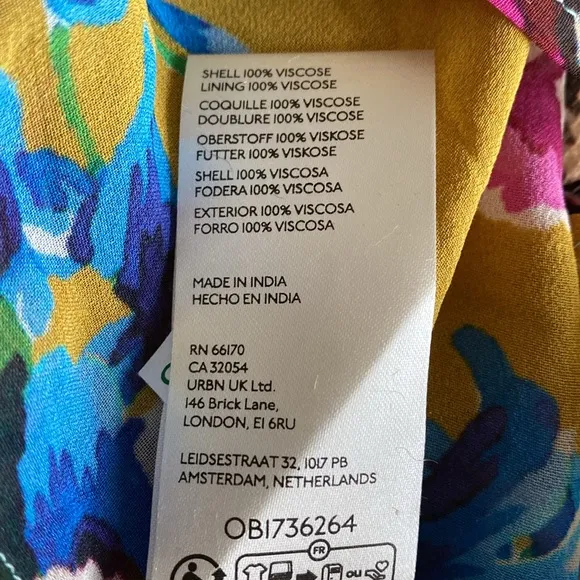 SHELL 100% VISCOSE
LINING 100% VISCOSE
COQUILLE 100% VISCOSE
DOUBLURE 100% VISCOSE
OBERSTOFF 100% VISKOSE
FUTTER 100% VISKOSE
SHELL 100% VISCOSA
FODERA 100% VISCOSA
EXTERIOR 100% VISCOSA
FORRO 100% VISCOSA
MADE IN INDIA
HECHO EN INDIA
RN 66170
CA 32054
URBN UK Ltd.
146 Brick Lane,
LONDON, E1 6RU
LEIDSESTRAAT 32, 1017 PB
AMSTERDAM, NETHERLANDS
OB1736264
FR
ou